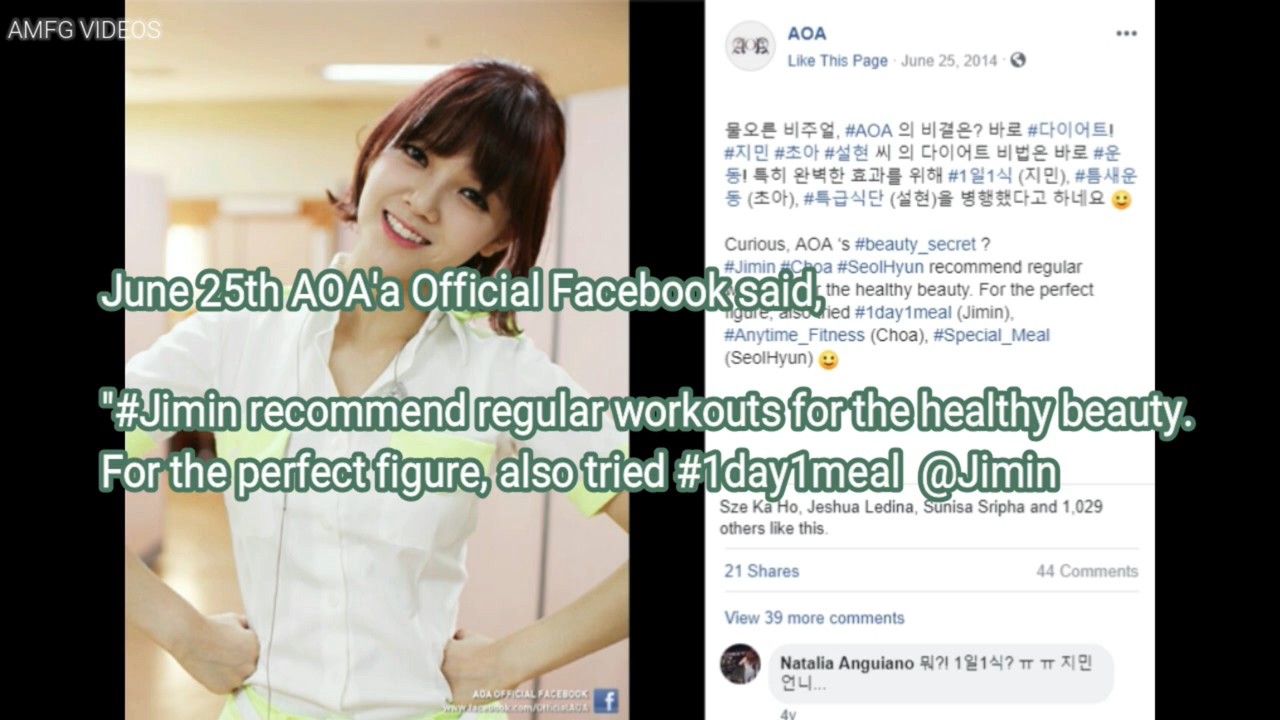 AMFG VIDEOS
AOA
Like This Page · June 25, 2014 ·
물오른 비주얼, #AOA 의 비결은? 바로 #다이어트!
#지민 #초아 #설현 씨 의 다이어트 비법은 바로 #운
동! 특히 완벽한 효과를 위해 #1일1식 (지민), #틈새운
동 (초아), #특급식단 (설현)을 병행했다고 하네요
Curious, AOA 's #beauty_secret ?
#Jimin #Choa #SeolHyun recommend regular
the healthy beauty. For the perfect
figure, also tried #1day1meal (Jimin),
#Anytime_Fitness (Choa), #Special_Meal
(SeolHyun)
June 25th AOA'a Official Facebook said,
"#Jimin recommend regular workouts for the healthy beauty.
For the perfect figure, also tried #1day1meal @Jimin
Sze Ka Ho, Jeshua Ledina, Sunisa Sripha and 1,029
others like this.
21 Shares
44 Comments
View 39 more comments
Natalia Anguiano 뭐?! 1일1식? ㅠ ㅠ 지민
언니...
4y
AOA OFFICIAL FACEBOOK
www.facebook.com/OfficialAOA